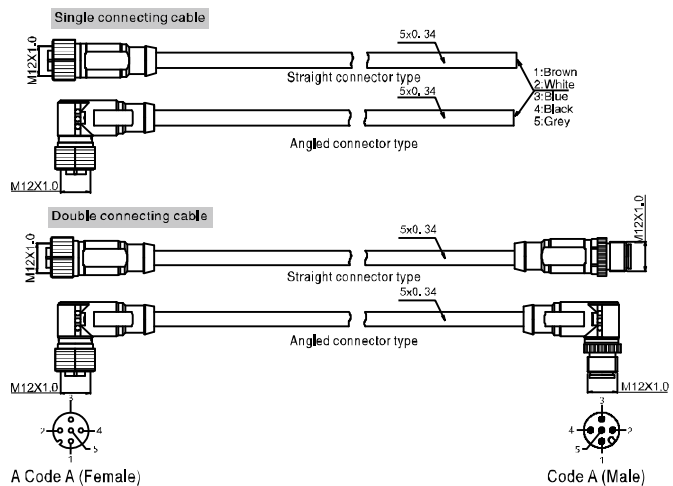 Single connecting cable
M12X1.0
5x0.34
Straight connector type
1:Brown
2:White
3:Blue
4:Black
5:Grey
5x0.34
Angled connector type
M12X1.0
Double connecting cable
M12X1.0
5x0.34
M12X1.0
Straight connector type
5x0.34
Angled connector type
M12X1.0
M12X1.0
3
2 4
5
1
3
4 2
5
1
A Code A (Female)
Code A (Male)